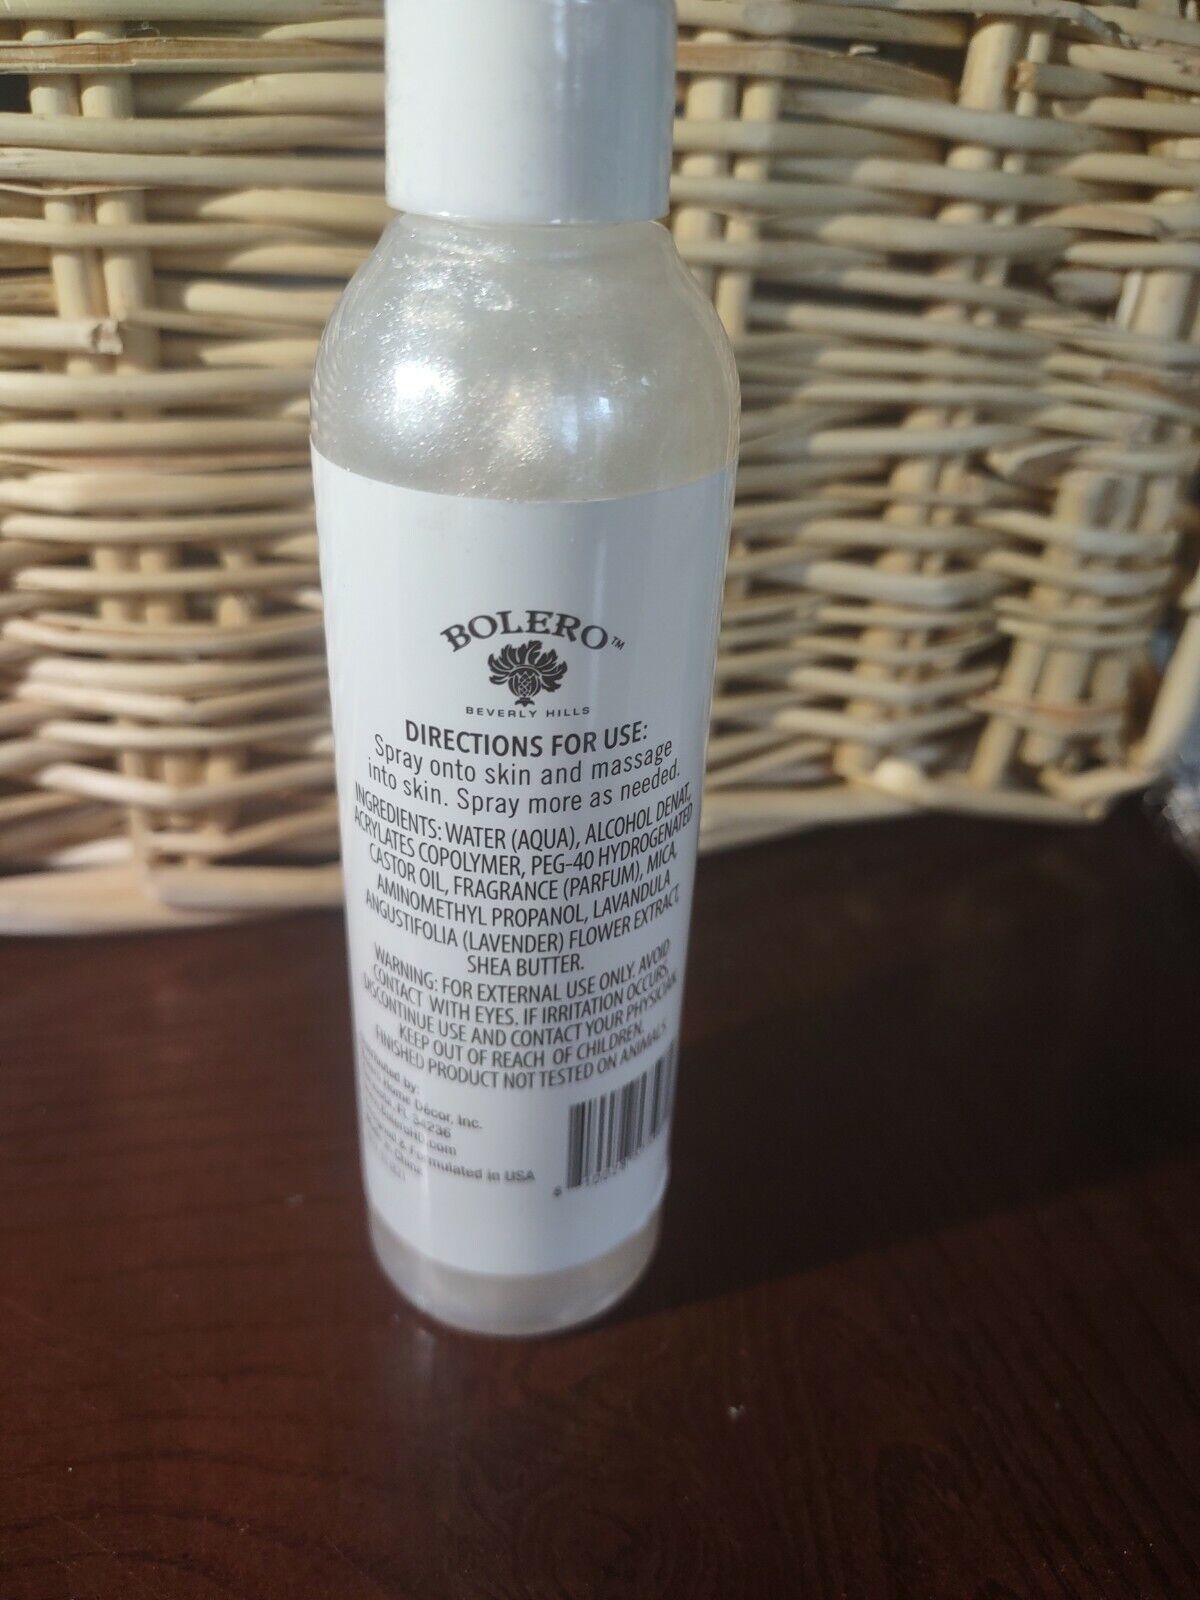 BOLERO™
BEVERLY HILLS
DIRECTIONS FOR USE:
Spray onto skin and massage
into skin. Spray more as needed.
INGREDIENTS: WATER (AQUA), ALCOHOL DENAT,
ACRYLATES COPOLYMER, PEG-40 HYDROGENATED
CASTOR OIL, FRAGRANCE (PARFUM), MICA,
AMINOMETHYL PROPANOL, LAVANDULA
ANGUSTIFOLIA (LAVENDER) FLOWER EXTRACT,
SHEA BUTTER.
WARNING: FOR EXTERNAL USE ONLY. AVOID
CONTACT WITH EYES. IF IRRITATION OCCURS,
DISCONTINUE USE AND CONTACT YOUR PHYSICIAN.
KEEP OUT OF REACH OF CHILDREN.
FINISHED PRODUCT NOT TESTED ON ANIMALS.
by:
Home Décor, Inc.
FL 34236
& Formulated in USA
China